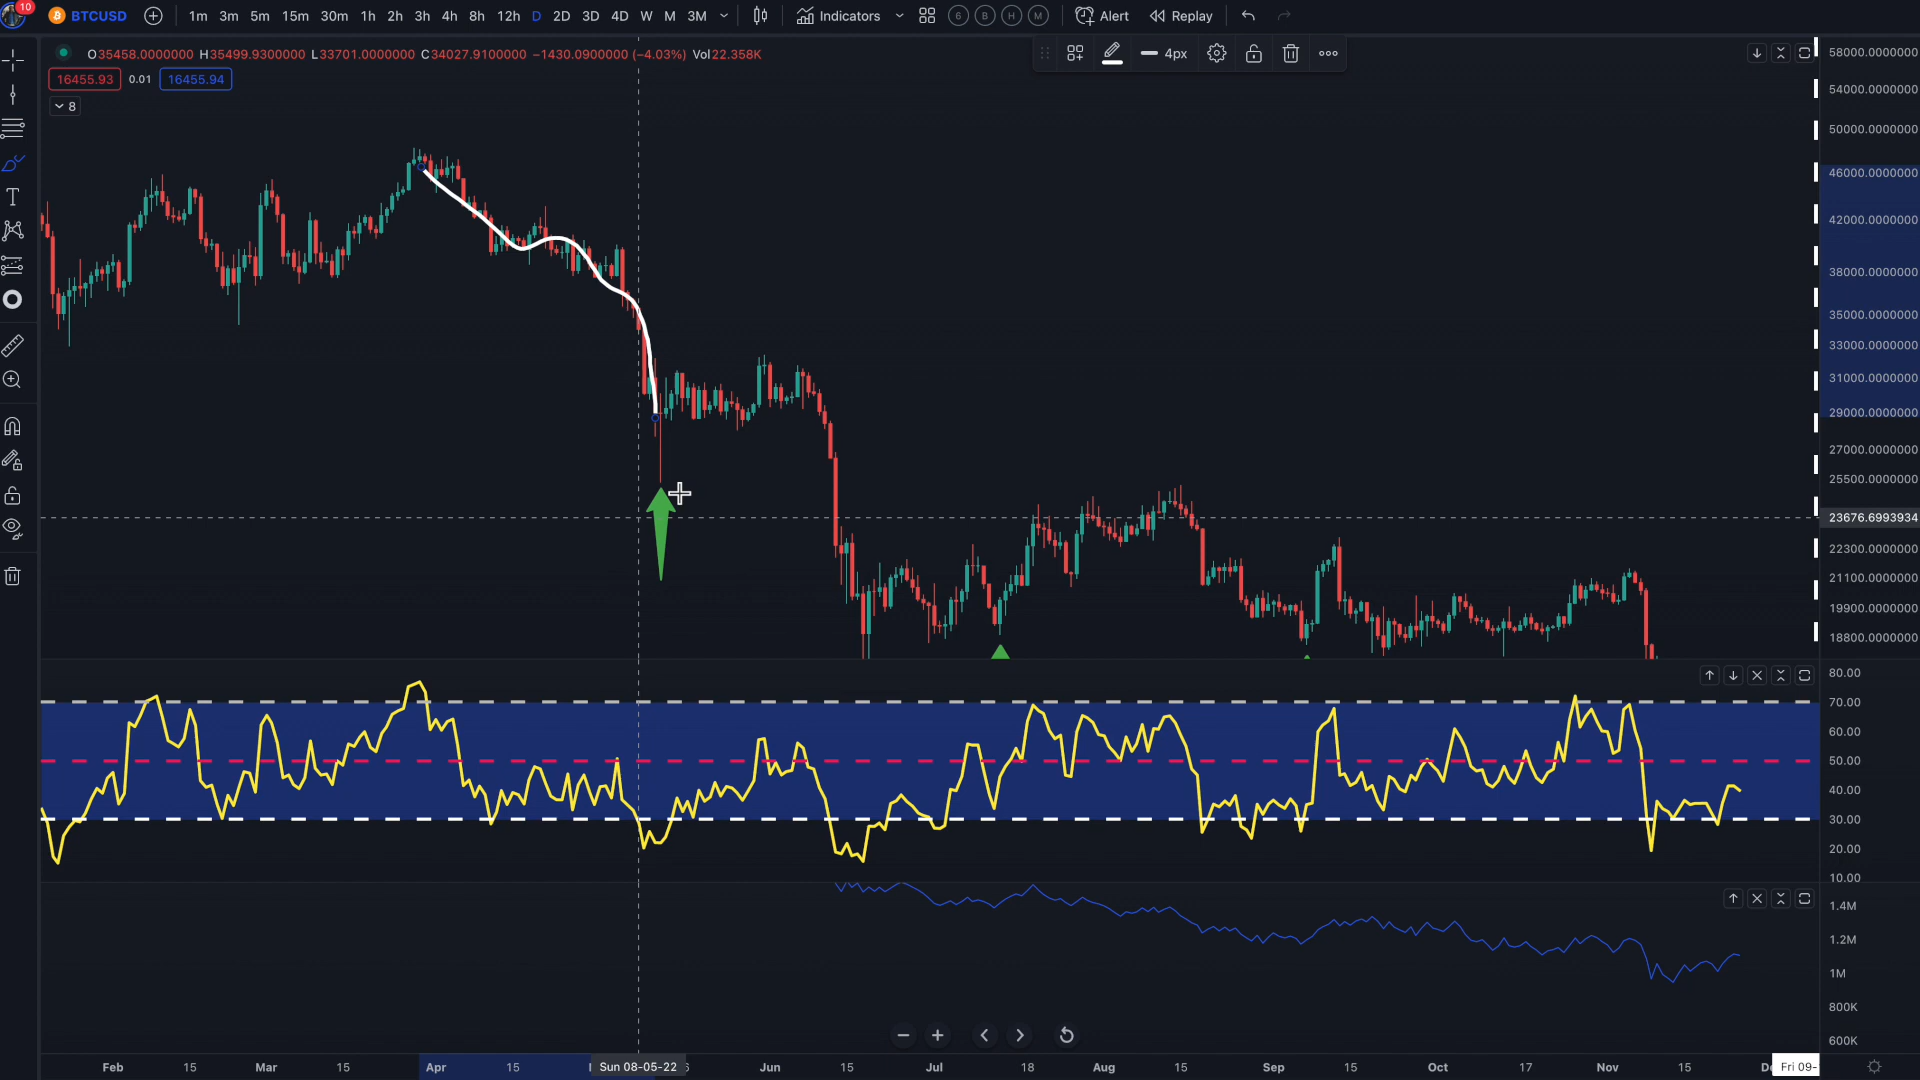 10
BTCUSD 1m 3m 5m 15m 30m 1h 2h 3h 4h 8h 12h D 2D 3D 4D W M 3M Indicators 6 B H M Alert Replay
O35458.0000000 H35499.9300000 L33701.0000000 C34027.9100000 −1430.0900000 (−4.03%) Vol22.358K
4px
16455.93 0.01 16455.94
8
58000.0000000
54000.0000000
50000.0000000
46000.0000000
42000.0000000
38000.0000000
35000.0000000
33000.0000000
31000.0000000
29000.0000000
27000.0000000
25500.0000000
23676.6993934
22300.0000000
21100.0000000
19900.0000000
18800.0000000
80.00
70.00
60.00
50.00
40.00
30.00
20.00
10.00
1.4M
1.2M
1M
800K
600K
Feb 15 Mar 15 Apr 15 Sun 08-05-22 Jun 15 Jul 18 Aug 15 Sep 15 Oct 17 Nov 15 Fri 09-